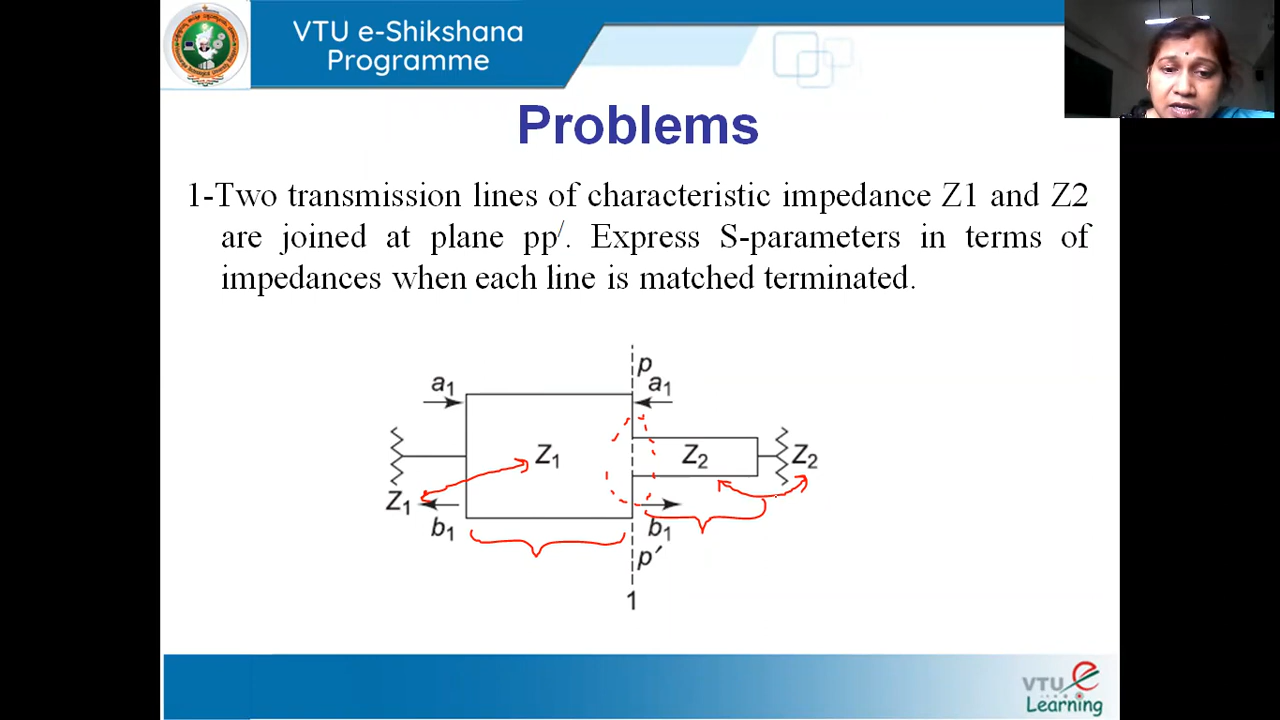 VTU e-Shikshana
Programme
Problems
1-Two transmission lines of characteristic impedance Z1 and Z2
are joined at plane pp/. Express S-parameters in terms of
impedances when each line is matched terminated.
p
a₁
a₁
Z₁
Z₂
Z₂
Z₁
b₁
b₁
p′
1
VTU e
Learning